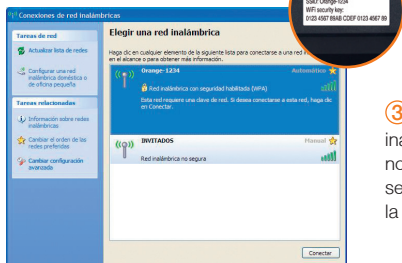 Conexiones de red inalámbricas
SSID: Orange-1234
WiFi security key:
0123 4567 89AB CDEF 0123 4567 89
Tareas de red
Actualizar lista de redes
Configurar una red
inalámbrica doméstica o
de oficina pequeña
Tareas relacionadas
Información sobre redes
inalámbricas
Cambiar el orden de las
redes preferidas
Cambiar configuración
avanzada
Elegir una red inalámbrica
Haga clic en cualquier elemento de la siguiente lista para conectarse a una red in
en el alcance o para obtener más información.
Orange-1234 Automático
Red inalámbrica con seguridad habilitada (WPA)
Esta red requiere una clave de red. Si desea conectarse a esta red, haga clic
en Conectar.
INVITADOS Manual
Red inalámbrica no segura
Conectar
3
ina
no
se
la